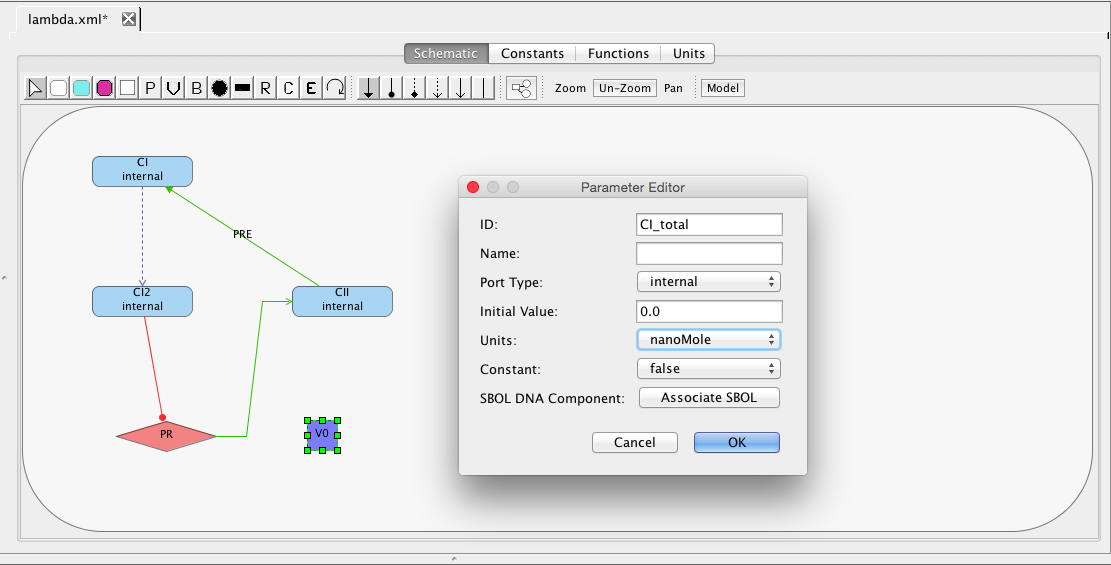 lambda.xml*
Schematic Constants Functions Units
P V B R C E Zoom Un-Zoom Pan Model
CI
internal
PRE
CI2
internal
CII
internal
PR
V0
Parameter Editor
ID: CI_total
Name:
Port Type: internal
Initial Value: 0.0
Units: nanoMole
Constant: false
SBOL DNA Component: Associate SBOL
Cancel OK